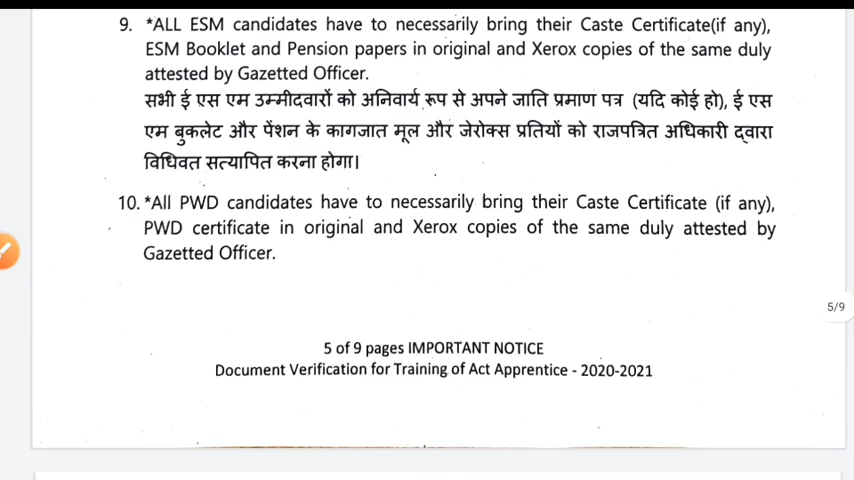 9. *ALL ESM candidates have to necessarily bring their Caste Certificate(if any),
ESM Booklet and Pension papers in original and Xerox copies of the same duly
attested by Gazetted Officer.
सभी ई एस एम उम्मीदवारों को अनिवार्य रूप से अपने जाति प्रमाण पत्र (यदि कोई हो), ई एस
एम बुकलेट और पेंशन के कागजात मूल और जेरोक्स प्रतियों को राजपत्रित अधिकारी द्वारा
विधिवत सत्यापित करना होगा।
10. *All PWD candidates have to necessarily bring their Caste Certificate (if any),
PWD certificate in original and Xerox copies of the same duly attested by
Gazetted Officer.
5/9
5 of 9 pages IMPORTANT NOTICE
Document Verification for Training of Act Apprentice - 2020-2021